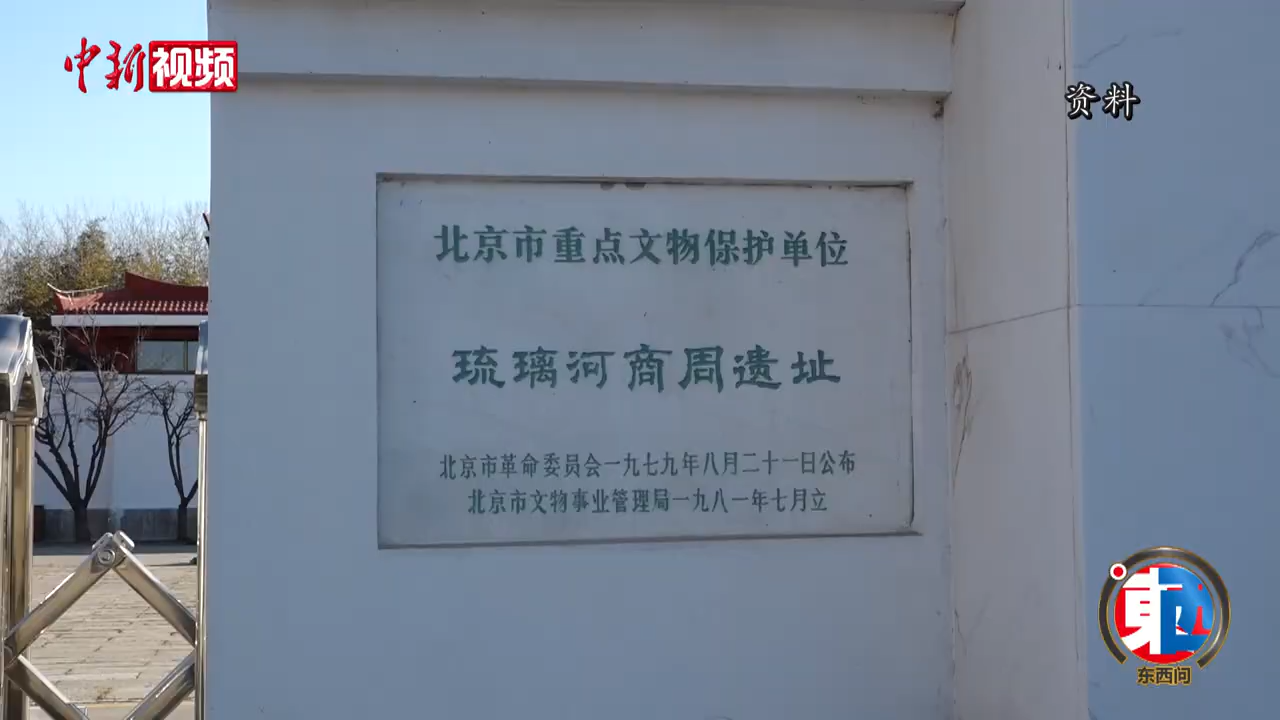 中新视频
资料
北京市重点文物保护单位
琉璃河商周遗址
北京市革命委员会一九七九年八月二十一日公布
北京市文物事业管理局一九八一年七月立
东西问